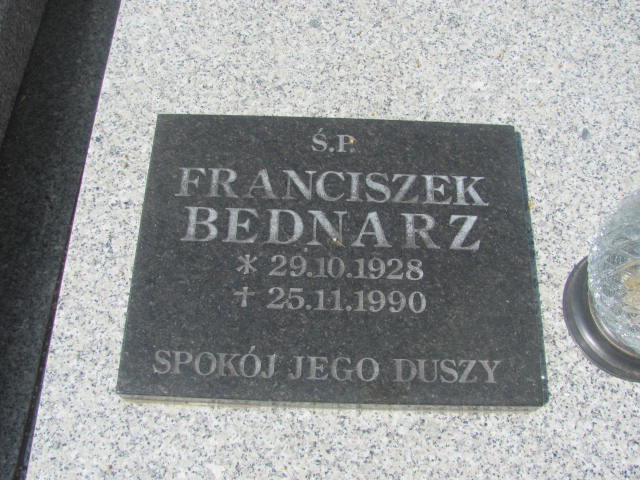 Ś.P.
FRANCISZEK
BEDNARZ
* 29.10.1928
✝ 25.11.1990
SPOKÓJ JEGO DUSZY